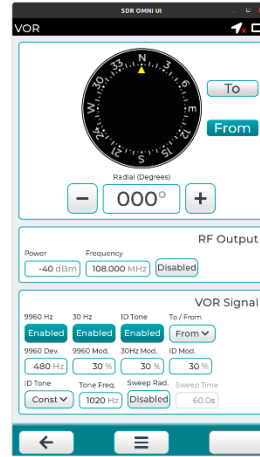 SDR OMNI UI
VOR
N
33 3
30 6
W E
24 12
21 15
S
To
From
Radial (Degrees)
− 000° +
RF Output
Power Frequency
-40 dBm 108.000 MHz Disabled
VOR Signal
9960 Hz 30 Hz ID Tone To / From
Enabled Enabled Enabled From
9960 Dev. 9960 Mod. 30Hz Mod. ID Mod.
480 Hz 30 % 30 % 30 %
ID Tone Tone Freq. Sweep Rad. Sweep Time
Const 1020 Hz Disabled 60.0s